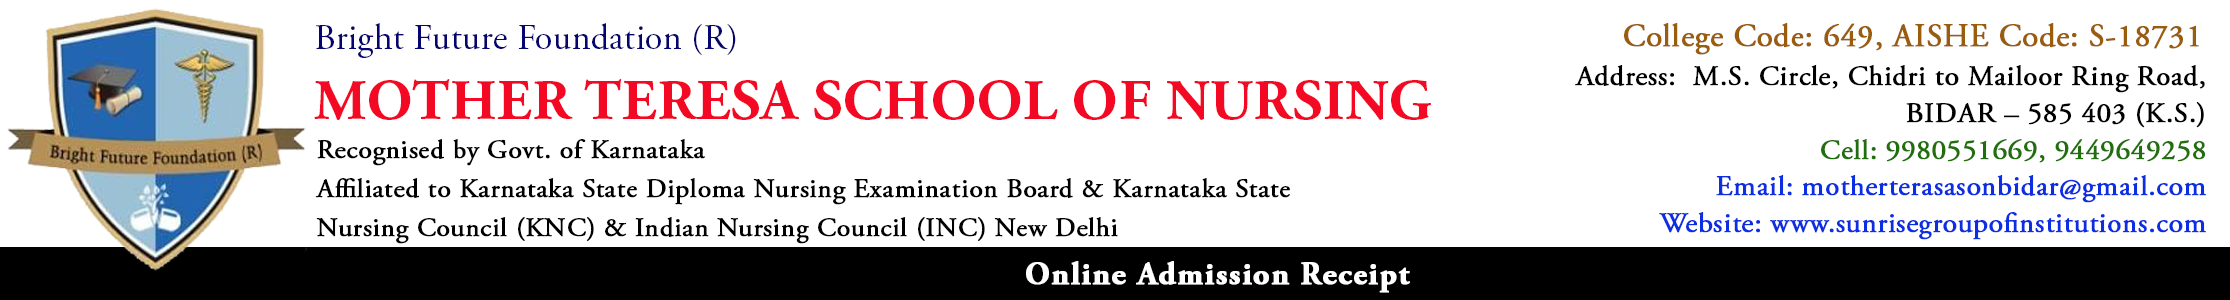 Bright Future Foundation (R)
Bright Future Foundation (R)
MOTHER TERESA SCHOOL OF NURSING
Recognised by Govt. of Karnataka
Affiliated to Karnataka State Diploma Nursing Examination Board & Karnataka State
Nursing Council (KNC) & Indian Nursing Council (INC) New Delhi
College Code: 649, AISHE Code: S-18731
Address: M.S. Circle, Chidri to Mailoor Ring Road,
BIDAR – 585 403 (K.S.)
Cell: 9980551669, 9449649258
Email: motherterasasonbidar@gmail.com
Website: www.sunrisegroupofinstitutions.com
Online Admission Receipt